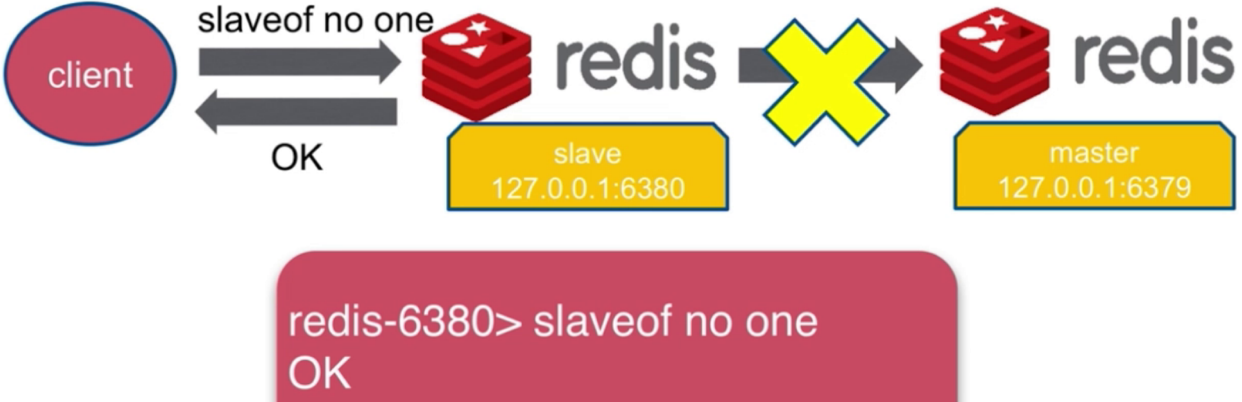 slaveof no one
client
redis
redis
OK
slave
127.0.0.1:6380
master
127.0.0.1:6379
redis-6380> slaveof no one
OK